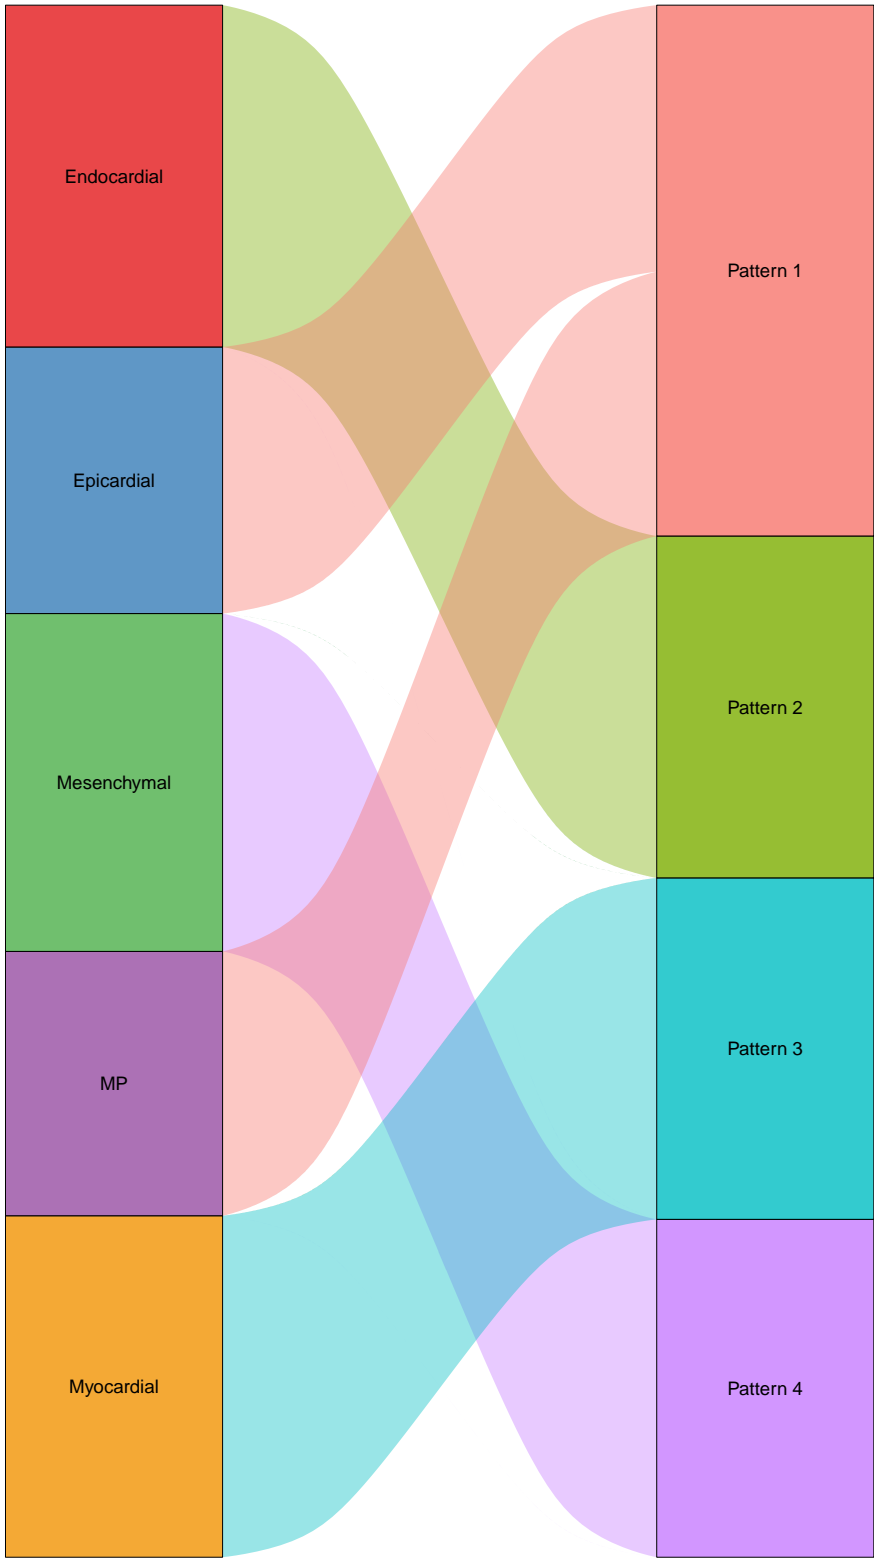 Endocardial
Epicardial
Mesenchymal
MP
Myocardial
Pattern 1
Pattern 2
Pattern 3
Pattern 4